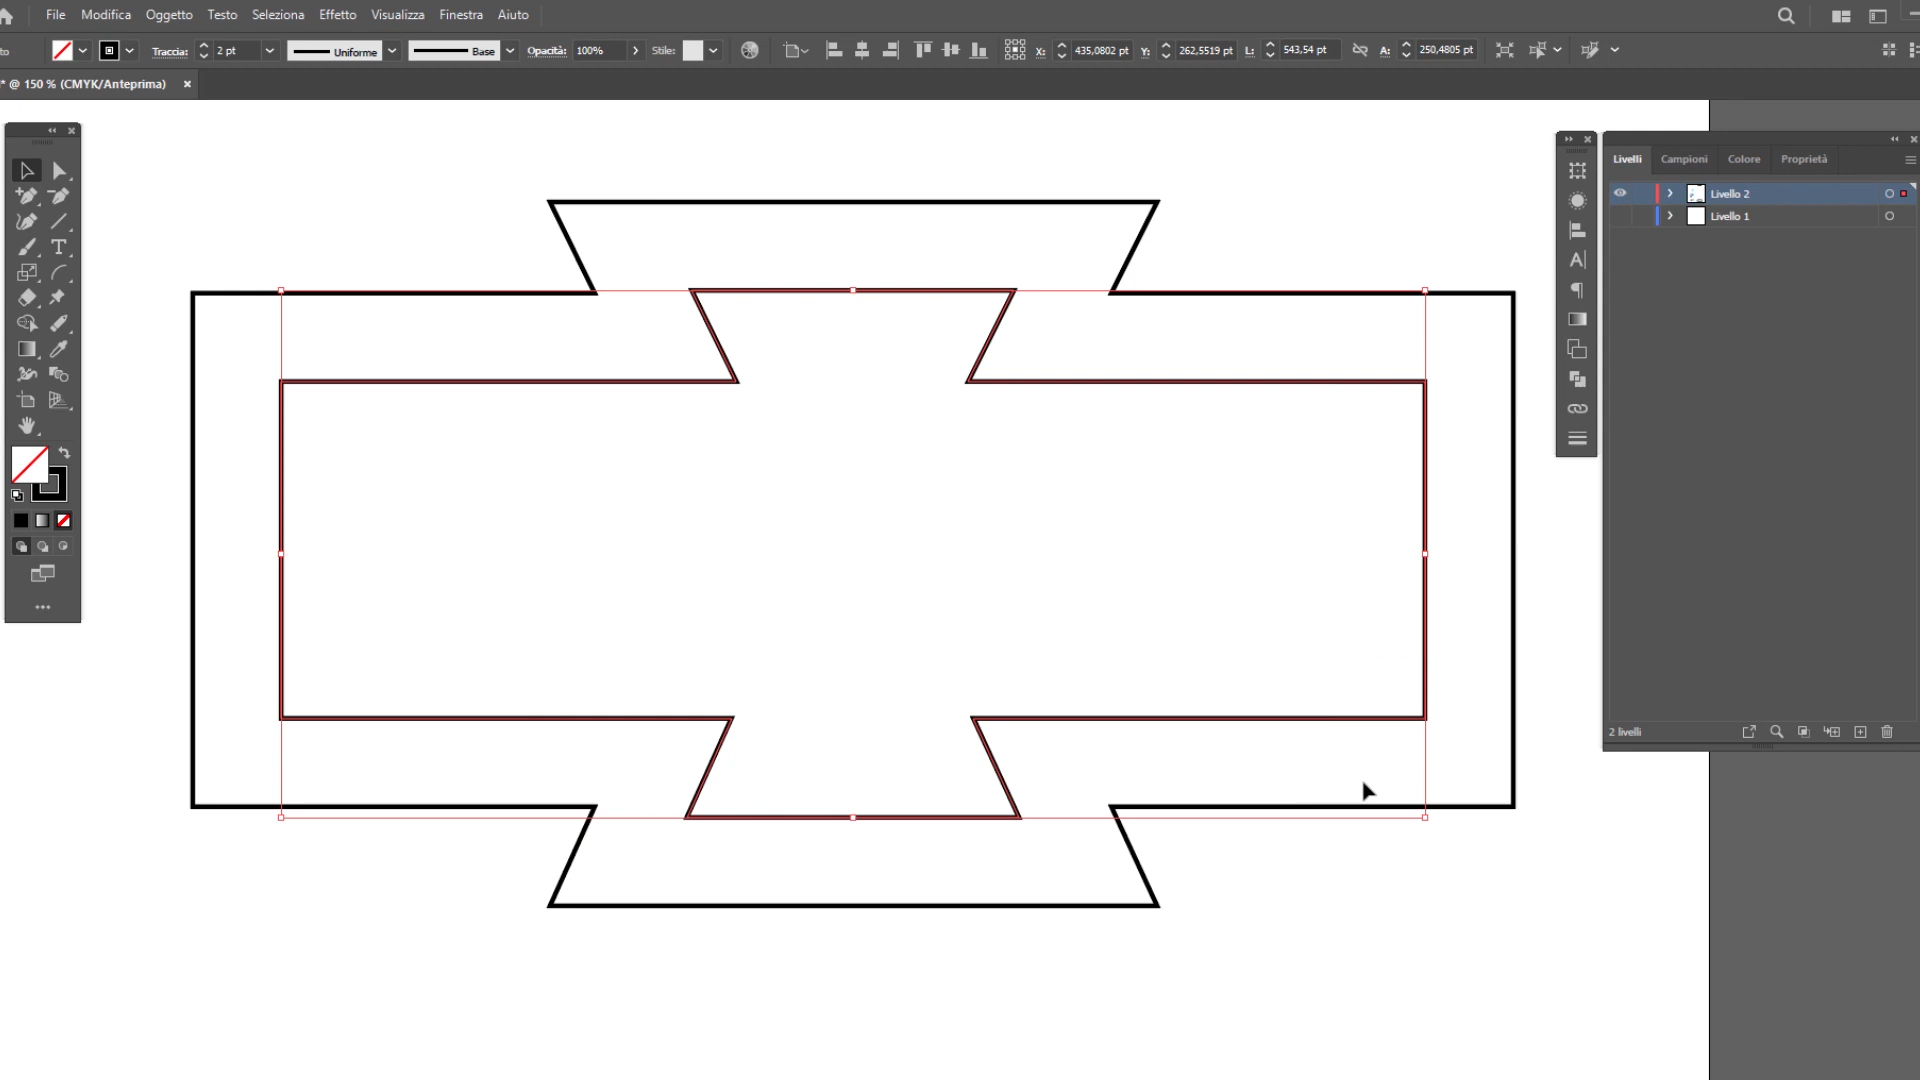 File Modifica Oggetto Testo Seleziona Effetto Visualizza Finestra Aiuto
to Traccia: 2 pt Uniforme Base Opacità: 100% Stile: X: 435,0802 pt Y: 262,5519 pt L: 543,54 pt A: 250,4805 pt
* @ 150 % (CMYK/Anteprima)
Livelli Campioni Colore Proprietà
Livello 2
Livello 1
2 livelli